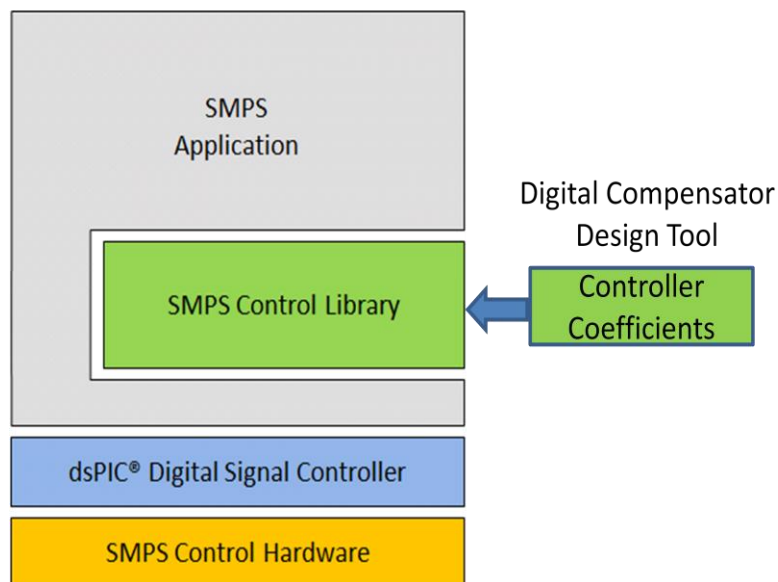 SMPS
Application
Digital Compensator
Design Tool
SMPS Control Library
Controller
Coefficients
dsPIC® Digital Signal Controller
SMPS Control Hardware